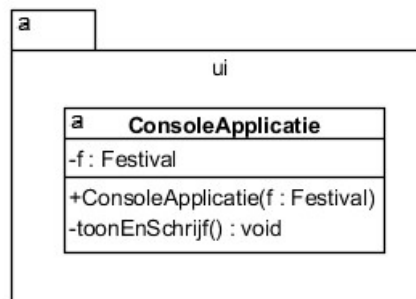 a
ui
a ConsoleApplicatie
-f : Festival
+ConsoleApplicatie(f : Festival)
-toonEnSchrijf() : void